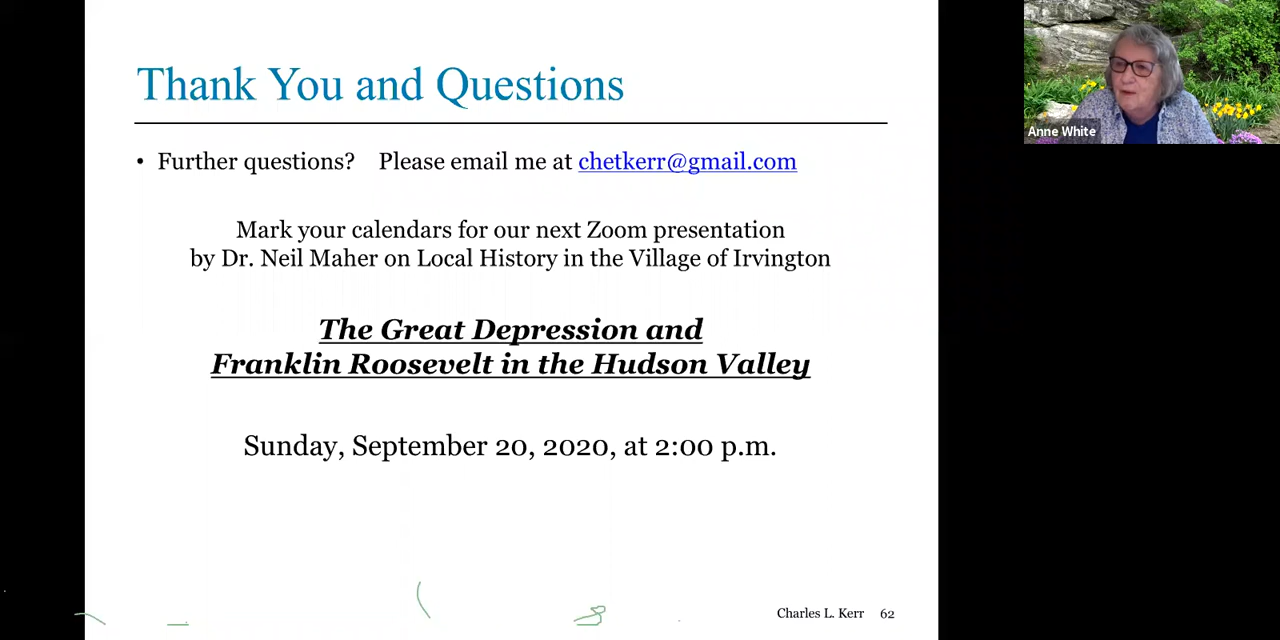 Thank You and Questions
• Further questions? Please email me at chetkerr@gmail.com
Mark your calendars for our next Zoom presentation
by Dr. Neil Maher on Local History in the Village of Irvington
The Great Depression and
Franklin Roosevelt in the Hudson Valley
Sunday, September 20, 2020, at 2:00 p.m.
Charles L. Kerr 62
Anne White